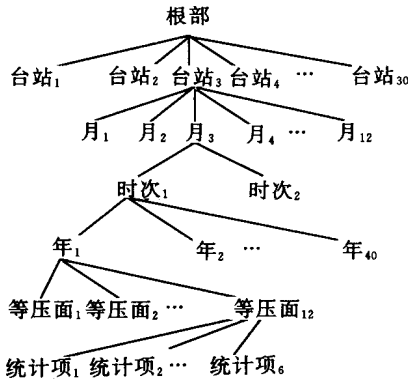 根部
台站₁ 台站₂ 台站₃ 台站₄ … 台站₃₀
月₁ 月₂ 月₃ 月₄ … 月₁₂
时次₁ 时次₂
年₁ 年₂ … 年₄₀
等压面₁ 等压面₂ … 等压面₁₂
统计项₁ 统计项₂ … 统计项₆